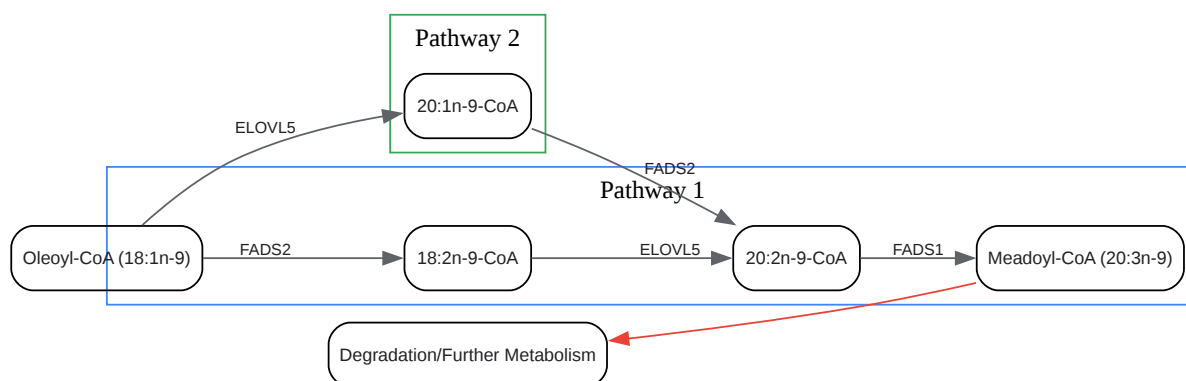 Pathway 2
20:1n-9-CoA
ELOVL5
FADS2
Pathway 1
Oleoyl-CoA (18:1n-9)
FADS2
18:2n-9-CoA
ELOVL5
20:2n-9-CoA
FADS1
Meadoyl-CoA (20:3n-9)
Degradation/Further Metabolism